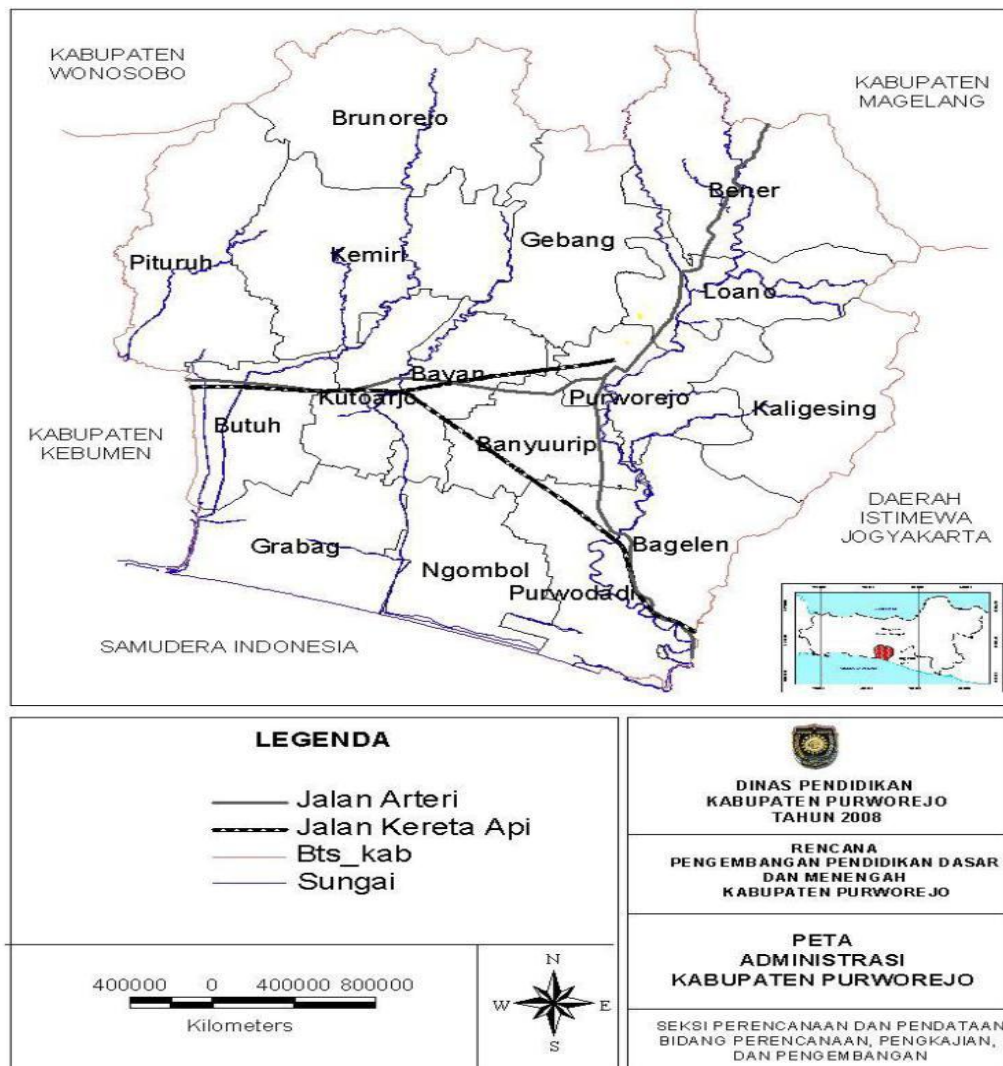 KABUPATEN
WONOSOBO
KABUPATEN
MAGELANG
Brunorejo
Bener
Gebang
Pituruh
Kemiri
Loano
Bayan
Kutoarjo
Purworejo
Kaligesing
Butuh
Banyuurip
KABUPATEN
KEBUMEN
DAERAH
ISTIMEWA
JOGYAKARTA
Grabag
Bagelen
Ngombol
Purwodadi
SAMUDERA INDONESIA
LEGENDA
Jalan Arteri
Jalan Kereta Api
Bts_kab
Sungai
4000000 0 4000000 8000000
Kilometers
N
W E
S
DINAS PENDIDIKAN
KABUPATEN PURWOREJO
TAHUN 2008
RENCANA
PENGEMBANGAN PENDIDIKAN DASAR
DAN MENENGAH
KABUPATEN PURWOREJO
PETA
ADMINISTRASI
KABUPATEN PURWOREJO
SEKSI PERENCANAAN DAN PENDATAAN
BIDANG PERENCANAAN, PENGKAJIAN,
DAN PENGEMBANGAN